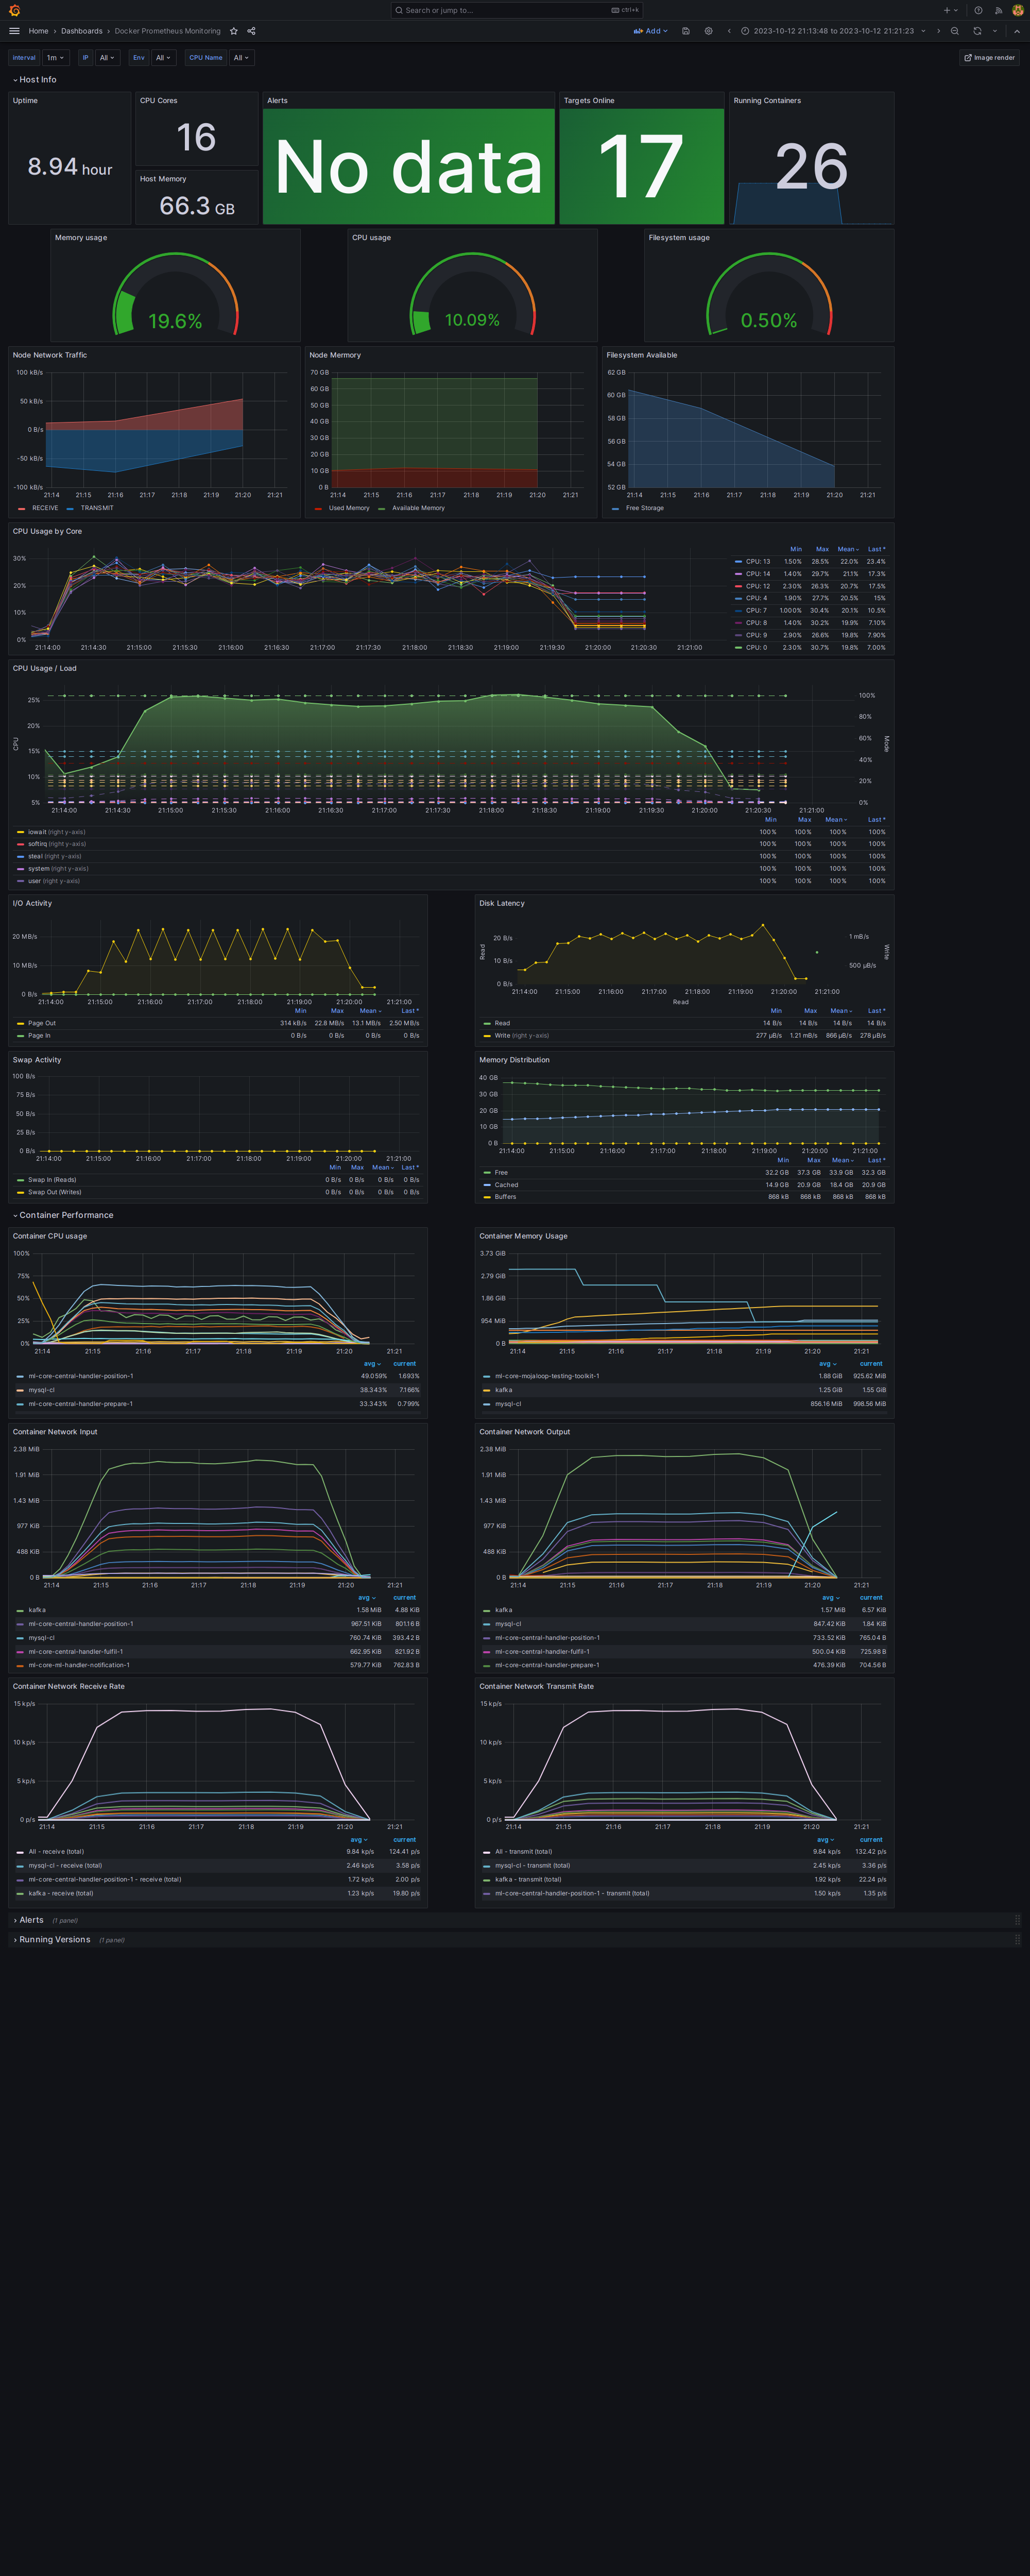 Search or jump to...
ctrl+k
Home › Dashboards › Docker Prometheus Monitoring
Add
2023-10-12 21:13:48 to 2023-10-12 21:21:23
Interval 1m IP All Env All CPU Name All
Image render
Host Info
Uptime
8.94 hour
CPU Cores
16
Host Memory
66.3 GB
Alerts
No data
Targets Online
17
Running Containers
26
Memory usage
19.6%
CPU usage
10.09%
Filesystem usage
0.50%
Node Network Traffic
100 kB/s
50 kB/s
0 B/s
-50 kB/s
-100 kB/s
21:14 21:15 21:16 21:17 21:18 21:19 21:20 21:21
RECEIVE TRANSMIT
Node Mermory
70 GB
60 GB
50 GB
40 GB
30 GB
20 GB
10 GB
0 B
21:14 21:15 21:16 21:17 21:18 21:19 21:20 21:21
Used Memory Available Memory
Filesystem Available
62 GB
60 GB
58 GB
56 GB
54 GB
52 GB
21:14 21:15 21:16 21:17 21:18 21:19 21:20 21:21
Free Storage
CPU Usage by Core
30%
20%
10%
0%
21:14:00 21:14:30 21:15:00 21:15:30 21:16:00 21:16:30 21:17:00 21:17:30 21:18:00 21:18:30 21:19:00 21:19:30 21:20:00 21:20:30 21:21:00
Min Max Mean Last *
CPU: 13 1.50% 28.5% 22.0% 23.4%
CPU: 14 1.40% 29.7% 21.1% 17.3%
CPU: 12 2.30% 26.3% 20.7% 17.5%
CPU: 4 1.90% 27.7% 20.5% 15%
CPU: 7 1.000% 30.4% 20.1% 10.5%
CPU: 8 1.40% 30.2% 19.9% 7.10%
CPU: 9 2.90% 26.6% 19.8% 7.90%
CPU: 0 2.30% 30.7% 19.8% 7.00%
CPU Usage / Load
CPU
25%
20%
15%
10%
5%
100%
80%
60%
40%
20%
0%
Mode
21:14:00 21:14:30 21:15:00 21:15:30 21:16:00 21:16:30 21:17:00 21:17:30 21:18:00 21:18:30 21:19:00 21:19:30 21:20:00 21:20:30 21:21:00
Min Max Mean Last *
iowait (right y-axis) 100% 100% 100% 100%
softirq (right y-axis) 100% 100% 100% 100%
steal (right y-axis) 100% 100% 100% 100%
system (right y-axis) 100% 100% 100% 100%
user (right y-axis) 100% 100% 100% 100%
I/O Activity
20 MB/s
10 MB/s
0 B/s
21:14:00 21:15:00 21:16:00 21:17:00 21:18:00 21:19:00 21:20:00 21:21:00
Min Max Mean Last *
Page Out 314 kB/s 22.8 MB/s 13.1 MB/s 2.50 MB/s
Page In 0 B/s 0 B/s 0 B/s 0 B/s
Disk Latency
Read
20 B/s
10 B/s
0 B/s
1 mB/s
500 µB/s
Write
21:14:00 21:15:00 21:16:00 21:17:00 21:18:00 21:19:00 21:20:00 21:21:00
Read
Min Max Mean Last *
Read 14 B/s 14 B/s 14 B/s 14 B/s
Write (right y-axis) 277 µB/s 1.21 mB/s 866 µB/s 278 µB/s
Swap Activity
100 B/s
75 B/s
50 B/s
25 B/s
0 B/s
21:14:00 21:15:00 21:16:00 21:17:00 21:18:00 21:19:00 21:20:00 21:21:00
Min Max Mean Last *
Swap In (Reads) 0 B/s 0 B/s 0 B/s 0 B/s
Swap Out (Writes) 0 B/s 0 B/s 0 B/s 0 B/s
Memory Distribution
40 GB
30 GB
20 GB
10 GB
0 B
21:14:00 21:15:00 21:16:00 21:17:00 21:18:00 21:19:00 21:20:00 21:21:00
Min Max Mean Last *
Free 32.2 GB 37.3 GB 33.9 GB 32.3 GB
Cached 14.9 GB 20.9 GB 18.4 GB 20.9 GB
Buffers 868 kB 868 kB 868 kB 868 kB
Container Performance
Container CPU usage
100%
75%
50%
25%
0%
21:14 21:15 21:16 21:17 21:18 21:19 21:20 21:21
avg current
ml-core-central-handler-position-1 49.059% 1.693%
mysql-cl 38.343% 7.166%
ml-core-central-handler-prepare-1 33.343% 0.799%
Container Memory Usage
3.73 GiB
2.79 GiB
1.86 GiB
954 MiB
0 B
21:14 21:15 21:16 21:17 21:18 21:19 21:20 21:21
avg current
ml-core-mojaloop-testing-toolkit-1 1.88 GiB 925.62 MiB
kafka 1.25 GiB 1.55 GiB
mysql-cl 856.16 MiB 998.56 MiB
Container Network Input
2.38 MiB
1.91 MiB
1.43 MiB
977 KiB
488 KiB
0 B
21:14 21:15 21:16 21:17 21:18 21:19 21:20 21:21
avg current
kafka 1.58 MiB 4.88 KiB
ml-core-central-handler-position-1 967.51 KiB 801.16 B
mysql-cl 760.74 KiB 393.42 B
ml-core-central-handler-fulfil-1 662.95 KiB 821.92 B
ml-core-ml-handler-notification-1 579.77 KiB 762.83 B
Container Network Output
2.38 MiB
1.91 MiB
1.43 MiB
977 KiB
488 KiB
0 B
21:14 21:15 21:16 21:17 21:18 21:19 21:20 21:21
avg current
kafka 1.57 MiB 6.57 KiB
mysql-cl 847.42 KiB 1.84 KiB
ml-core-central-handler-position-1 733.52 KiB 765.04 B
ml-core-central-handler-fulfil-1 500.04 KiB 725.98 B
ml-core-central-handler-prepare-1 476.39 KiB 704.56 B
Container Network Receive Rate
15 kp/s
10 kp/s
5 kp/s
0 p/s
21:14 21:15 21:16 21:17 21:18 21:19 21:20 21:21
avg current
All - receive (total) 9.84 kp/s 124.41 p/s
mysql-cl - receive (total) 2.46 kp/s 3.58 p/s
ml-core-central-handler-position-1 - receive (total) 1.72 kp/s 2.00 p/s
kafka - receive (total) 1.23 kp/s 19.80 p/s
Container Network Transmit Rate
15 kp/s
10 kp/s
5 kp/s
0 p/s
21:14 21:15 21:16 21:17 21:18 21:19 21:20 21:21
avg current
All - transmit (total) 9.84 kp/s 132.42 p/s
mysql-cl - transmit (total) 2.45 kp/s 3.36 p/s
kafka - transmit (total) 1.92 kp/s 22.24 p/s
ml-core-central-handler-position-1 - transmit (total) 1.50 kp/s 1.35 p/s
Alerts (1 panel)
Running Versions (1 panel)